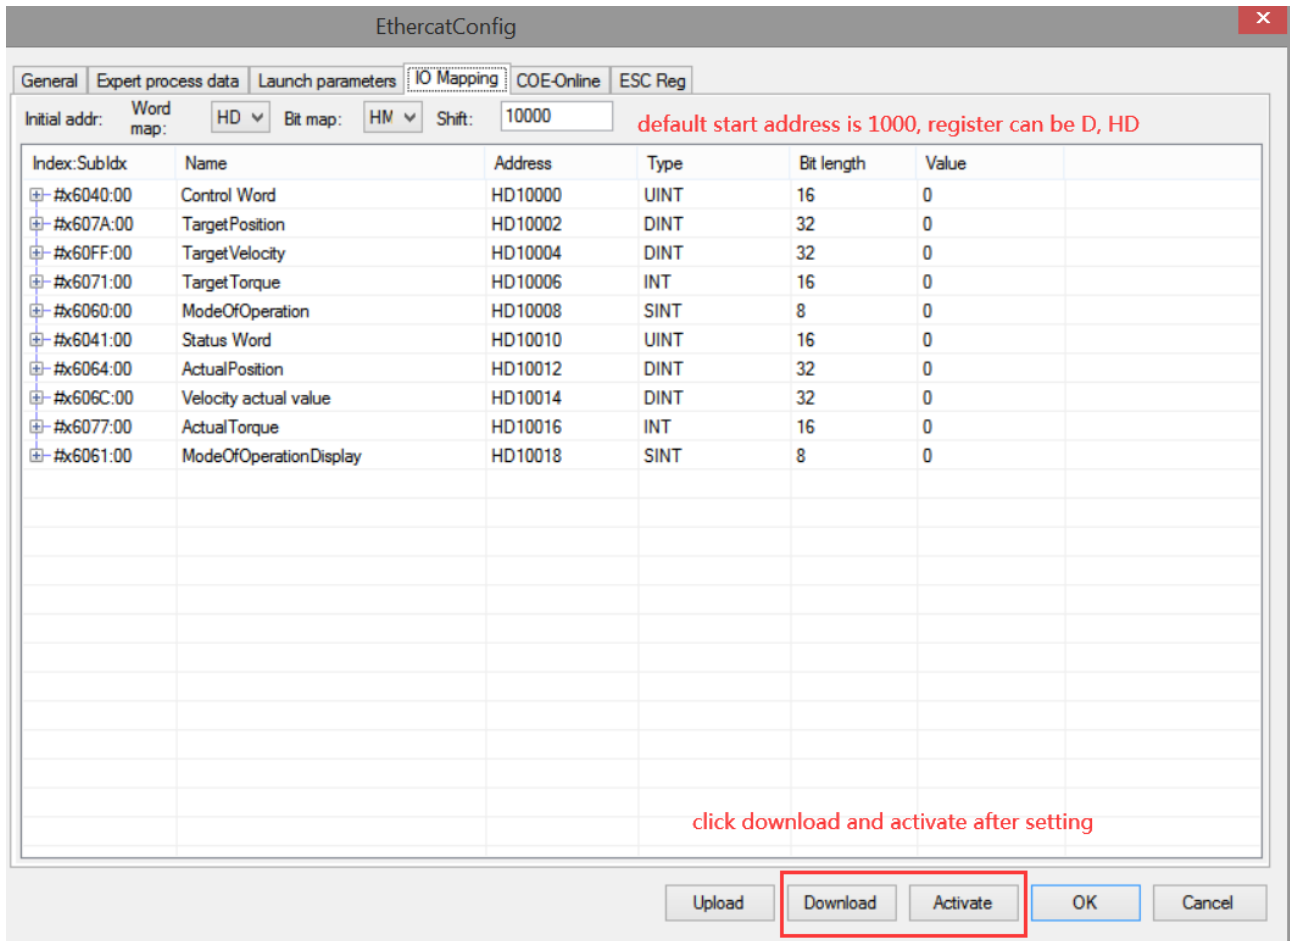 EthercatConfig
General Expert process data Launch parameters IO Mapping COE-Online ESC Reg
Initial addr: Word map: HD Bit map: HM Shift: 10000 default start address is 1000, register can be D, HD
Index:SubIdx Name Address Type Bit length Value
#x6040:00 Control Word HD10000 UINT 16 0
#x607A:00 TargetPosition HD10002 DINT 32 0
#x60FF:00 TargetVelocity HD10004 DINT 32 0
#x6071:00 TargetTorque HD10006 INT 16 0
#x6060:00 ModeOfOperation HD10008 SINT 8 0
#x6041:00 Status Word HD10010 UINT 16 0
#x6064:00 ActualPosition HD10012 DINT 32 0
#x606C:00 Velocity actual value HD10014 DINT 32 0
#x6077:00 ActualTorque HD10016 INT 16 0
#x6061:00 ModeOfOperationDisplay HD10018 SINT 8 0
click download and activate after setting
Upload Download Activate OK Cancel